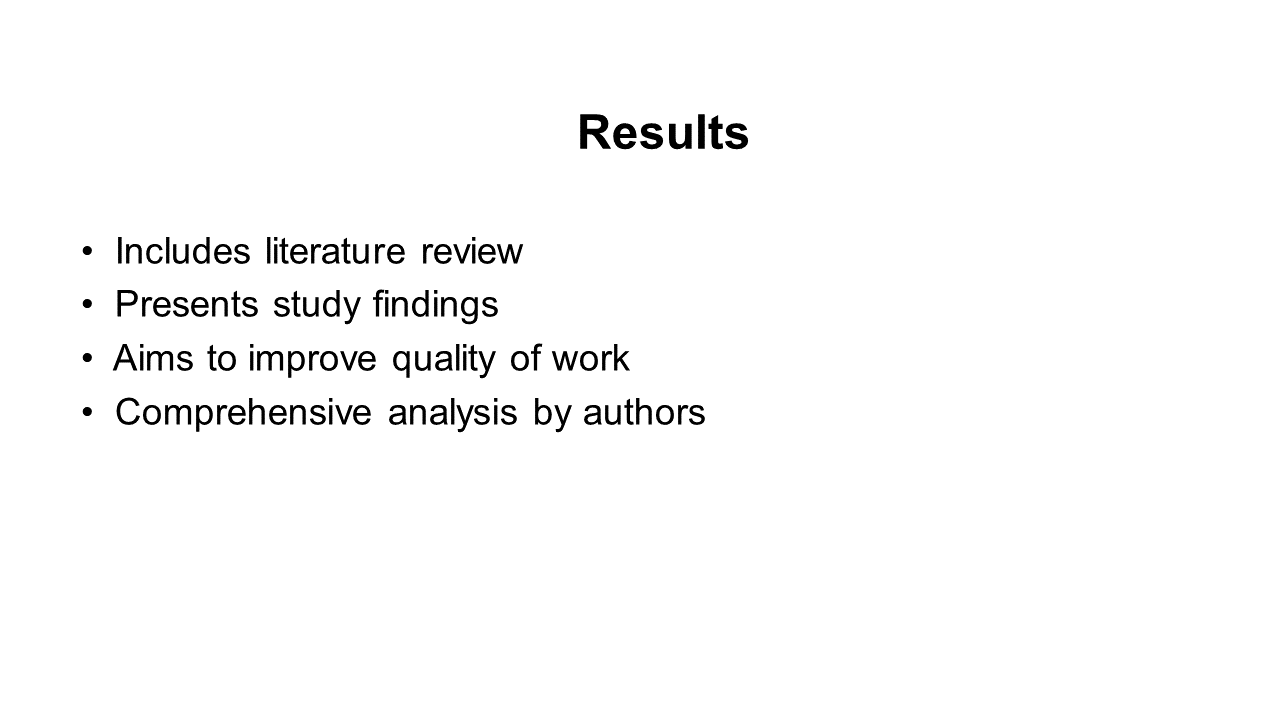 Results
• Includes literature review
• Presents study findings
• Aims to improve quality of work
• Comprehensive analysis by authors